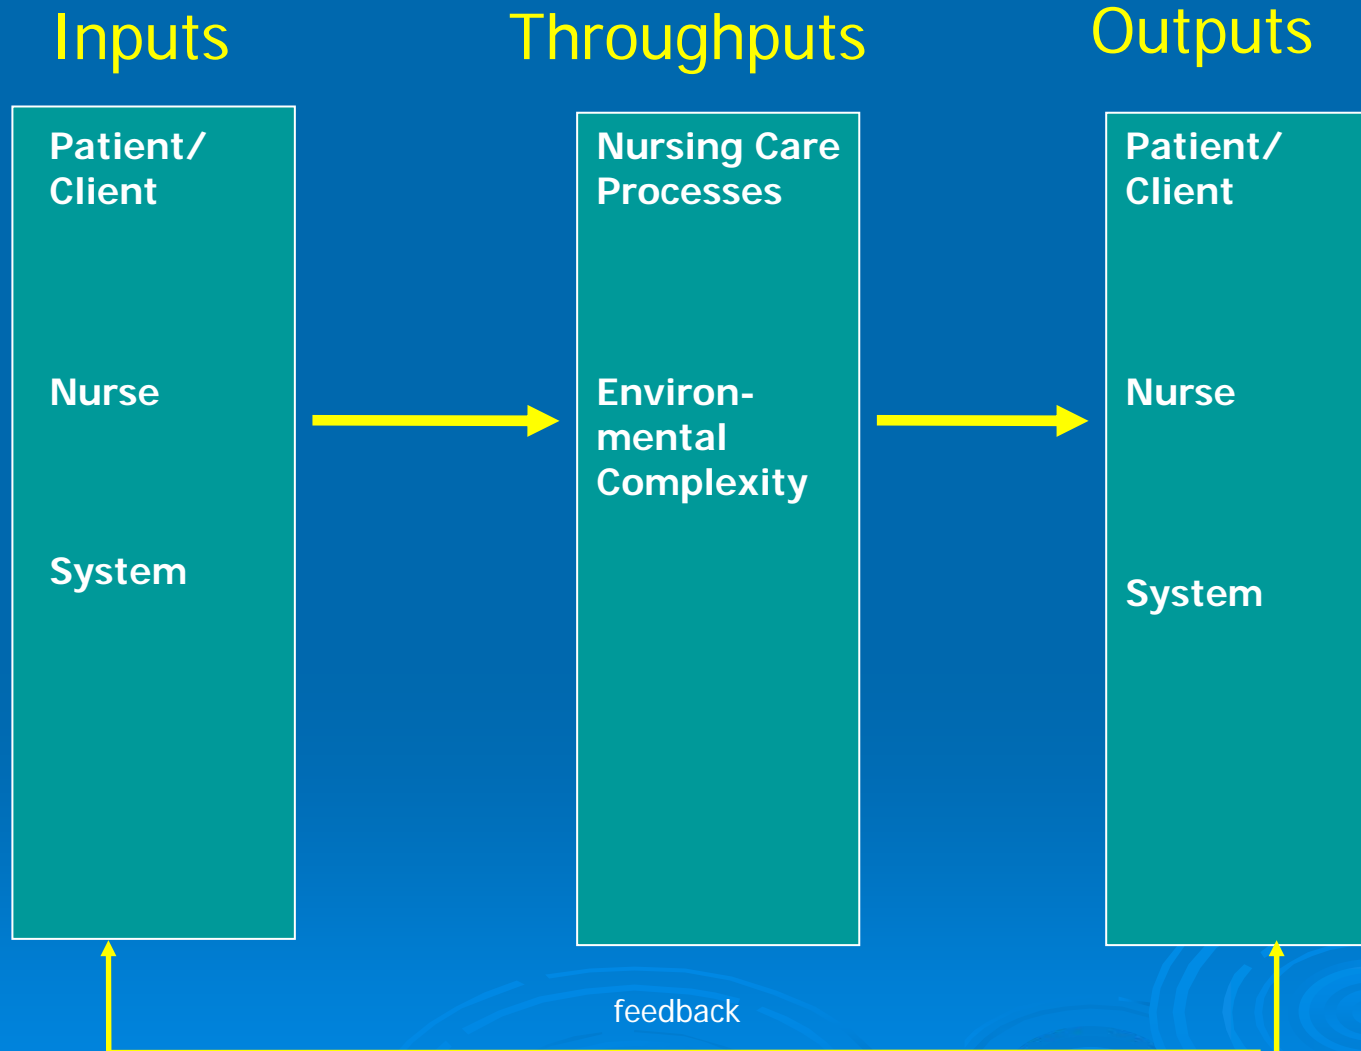 Inputs
Throughputs
Outputs
Patient/
Client
Nurse
System
Nursing Care
Processes
Environ-
mental
Complexity
Patient/
Client
Nurse
System
feedback